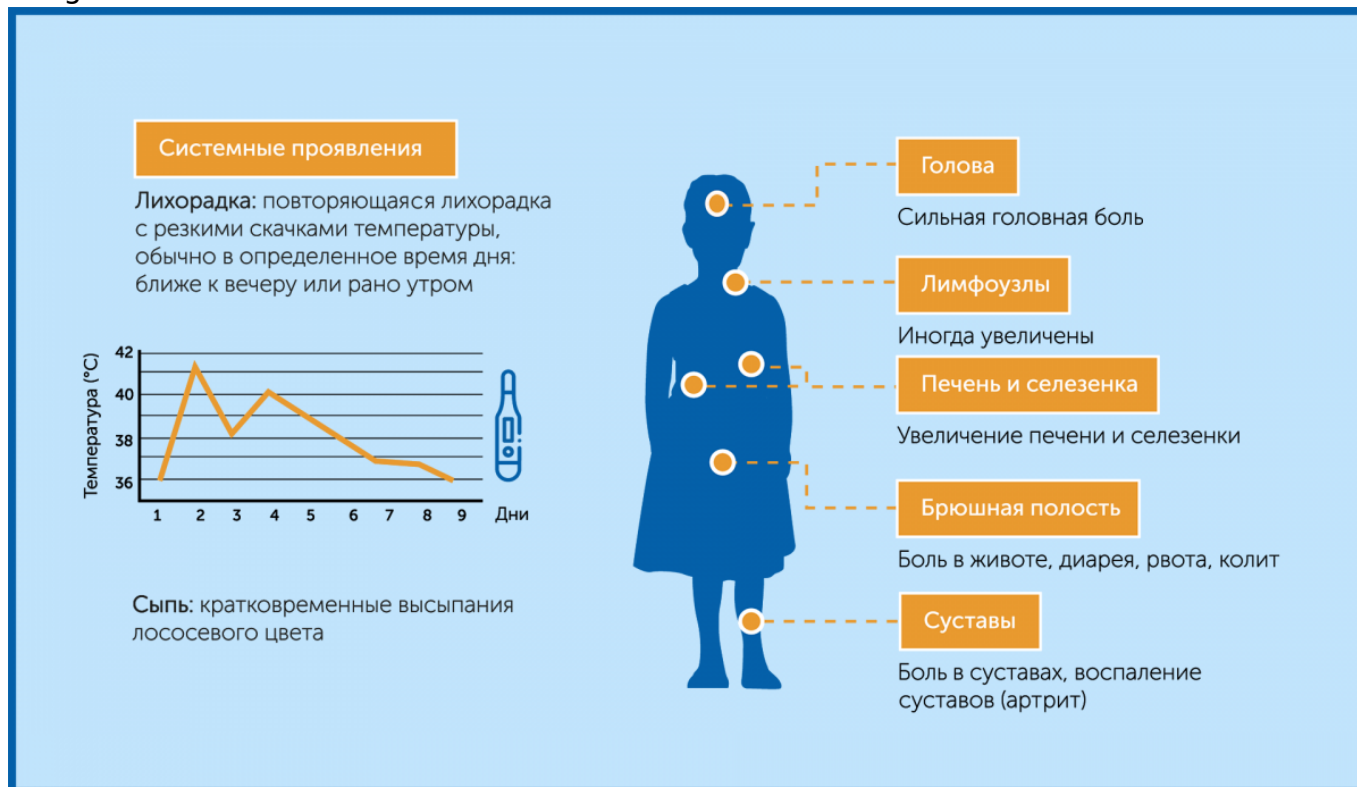 Системные проявления
Лихорадка: повторяющаяся лихорадка
с резкими скачками температуры,
обычно в определенное время дня:
ближе к вечеру или рано утром
Температура (°C)
42
40
38
36
1 2 3 4 5 6 7 8 9 Дни
Сыпь: кратковременные высыпания
лососевого цвета
Голова
Сильная головная боль
Лимфоузлы
Иногда увеличены
Печень и селезенка
Увеличение печени и селезенки
Брюшная полость
Боль в животе, диарея, рвота, колит
Суставы
Боль в суставах, воспаление
суставов (артрит)